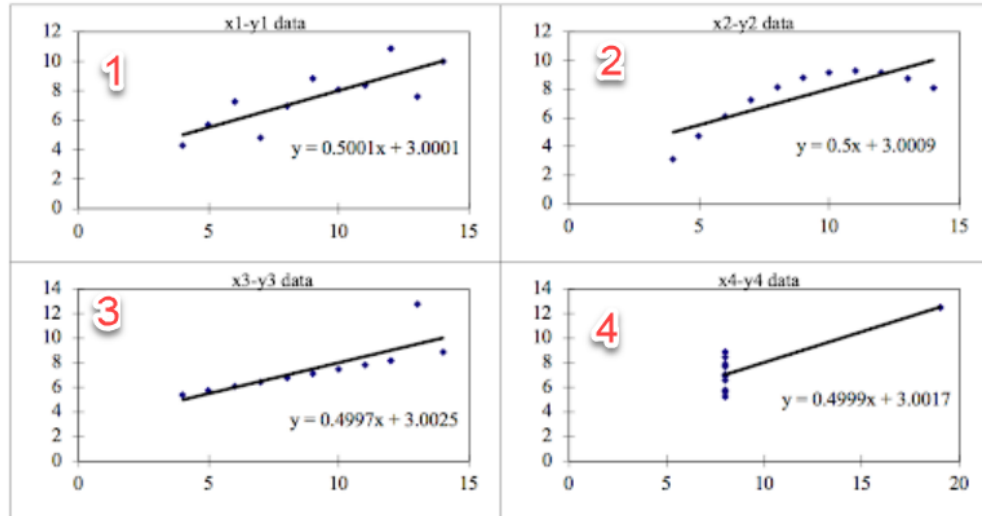 x1-y1 data
12
10
8
6
4
2
0
0 5 10 15
1
y = 0.5001x + 3.0001
x2-y2 data
12
10
8
6
4
2
0
0 5 10 15
2
y = 0.5x + 3.0009
x3-y3 data
14
12
10
8
6
4
2
0
0 5 10 15
3
y = 0.4997x + 3.0025
x4-y4 data
14
12
10
8
6
4
2
0
0 5 10 15 20
4
y = 0.4999x + 3.0017